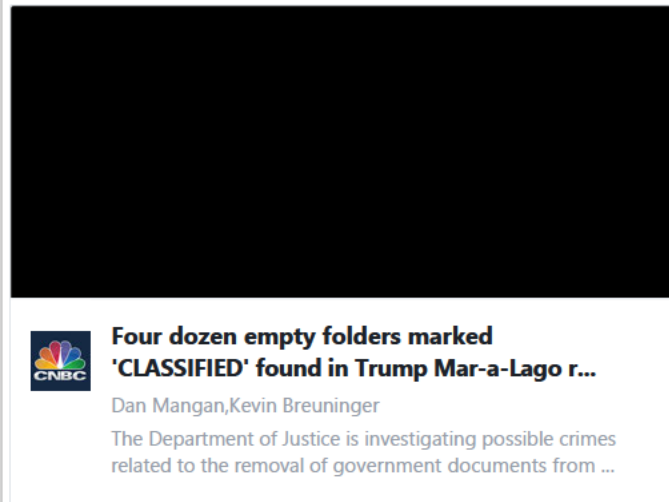 CNBC
Four dozen empty folders marked
'CLASSIFIED' found in Trump Mar-a-Lago r...
Dan Mangan,Kevin Breuninger
The Department of Justice is investigating possible crimes
related to the removal of government documents from ...